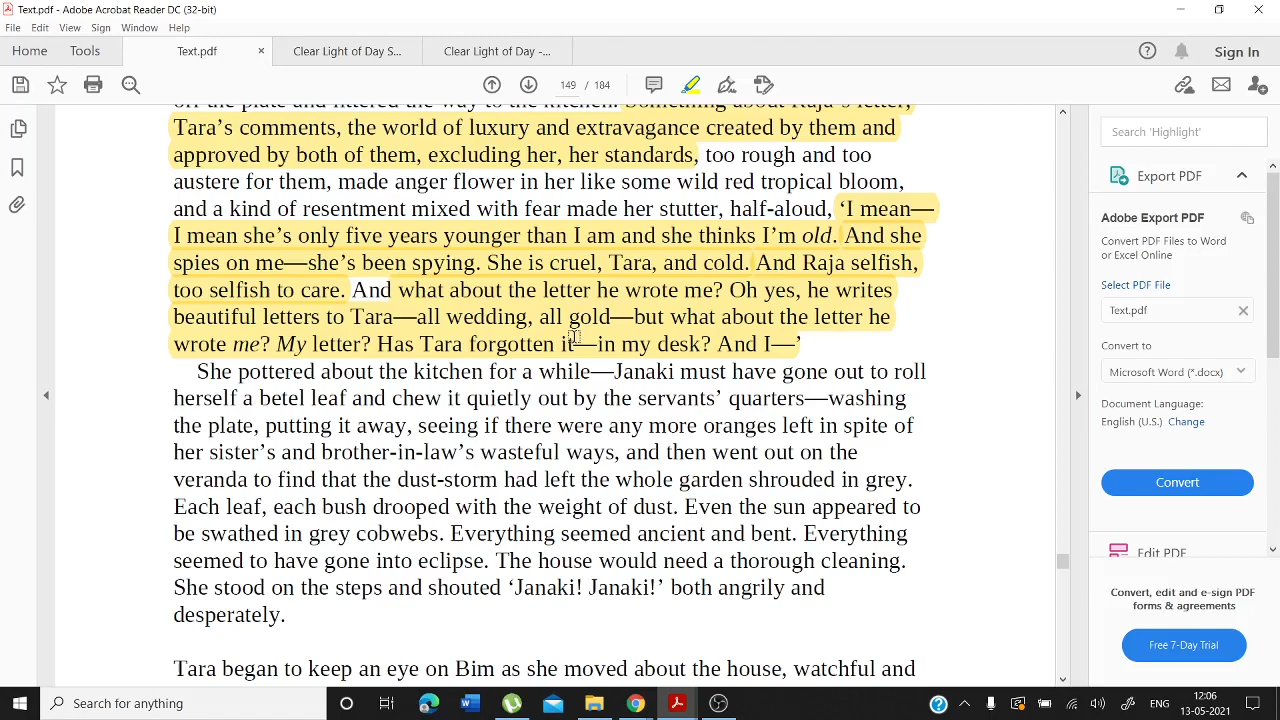 Text.pdf - Adobe Acrobat Reader DC (32-bit)
File Edit View Sign Window Help
Home Tools Text.pdf × Clear Light of Day S... Clear Light of Day -... Sign In
149 / 184
off the plate and littered the way to the kitchen. Something about Raja's letter,
Tara's comments, the world of luxury and extravagance created by them and
approved by both of them, excluding her, her standards, too rough and too
austere for them, made anger flower in her like some wild red tropical bloom,
and a kind of resentment mixed with fear made her stutter, half-aloud, ‘I mean—
I mean she’s only five years younger than I am and she thinks I’m old. And she
spies on me—she’s been spying. She is cruel, Tara, and cold. And Raja selfish,
too selfish to care. And what about the letter he wrote me? Oh yes, he writes
beautiful letters to Tara—all wedding, all gold—but what about the letter he
wrote me? My letter? Has Tara forgotten it—in my desk? And I—’
She pottered about the kitchen for a while—Janaki must have gone out to roll
herself a betel leaf and chew it quietly out by the servants’ quarters—washing
the plate, putting it away, seeing if there were any more oranges left in spite of
her sister’s and brother-in-law’s wasteful ways, and then went out on the
veranda to find that the dust-storm had left the whole garden shrouded in grey.
Each leaf, each bush drooped with the weight of dust. Even the sun appeared to
be swathed in grey cobwebs. Everything seemed ancient and bent. Everything
seemed to have gone into eclipse. The house would need a thorough cleaning.
She stood on the steps and shouted ‘Janaki! Janaki!’ both angrily and
desperately.
Tara began to keep an eye on Bim as she moved about the house, watchful and
Search 'Highlight'
Export PDF
Adobe Export PDF
Convert PDF Files to Word
or Excel Online
Select PDF File
Text.pdf
Convert to
Microsoft Word (*.docx)
Document Language:
English (U.S.) Change
Convert
Edit PDF
Convert, edit and e-sign PDF
forms & agreements
Free 7-Day Trial
Search for anything
ENG
12:06
13-05-2021